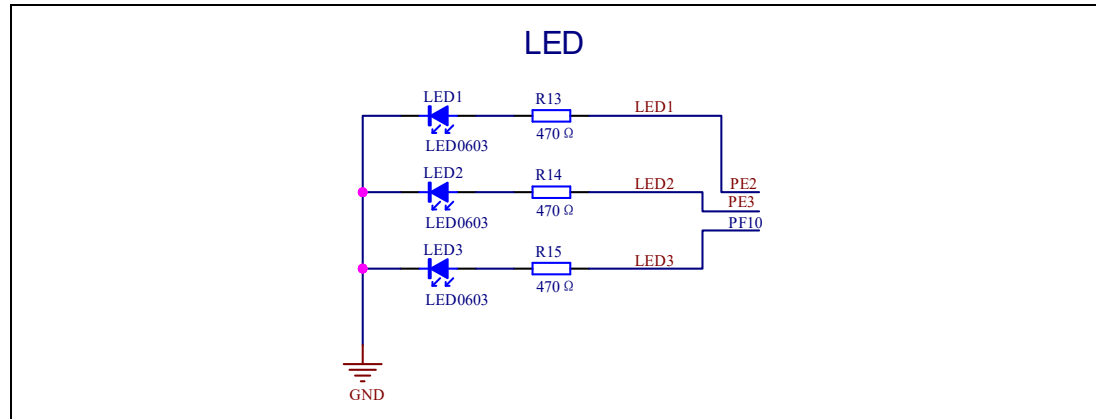 LED
LED1
R13
LED1
LED0603
470 Ω
LED2
R14
LED2
PE2
LED0603
470 Ω
PE3
PF10
LED3
R15
LED3
LED0603
470 Ω
GND